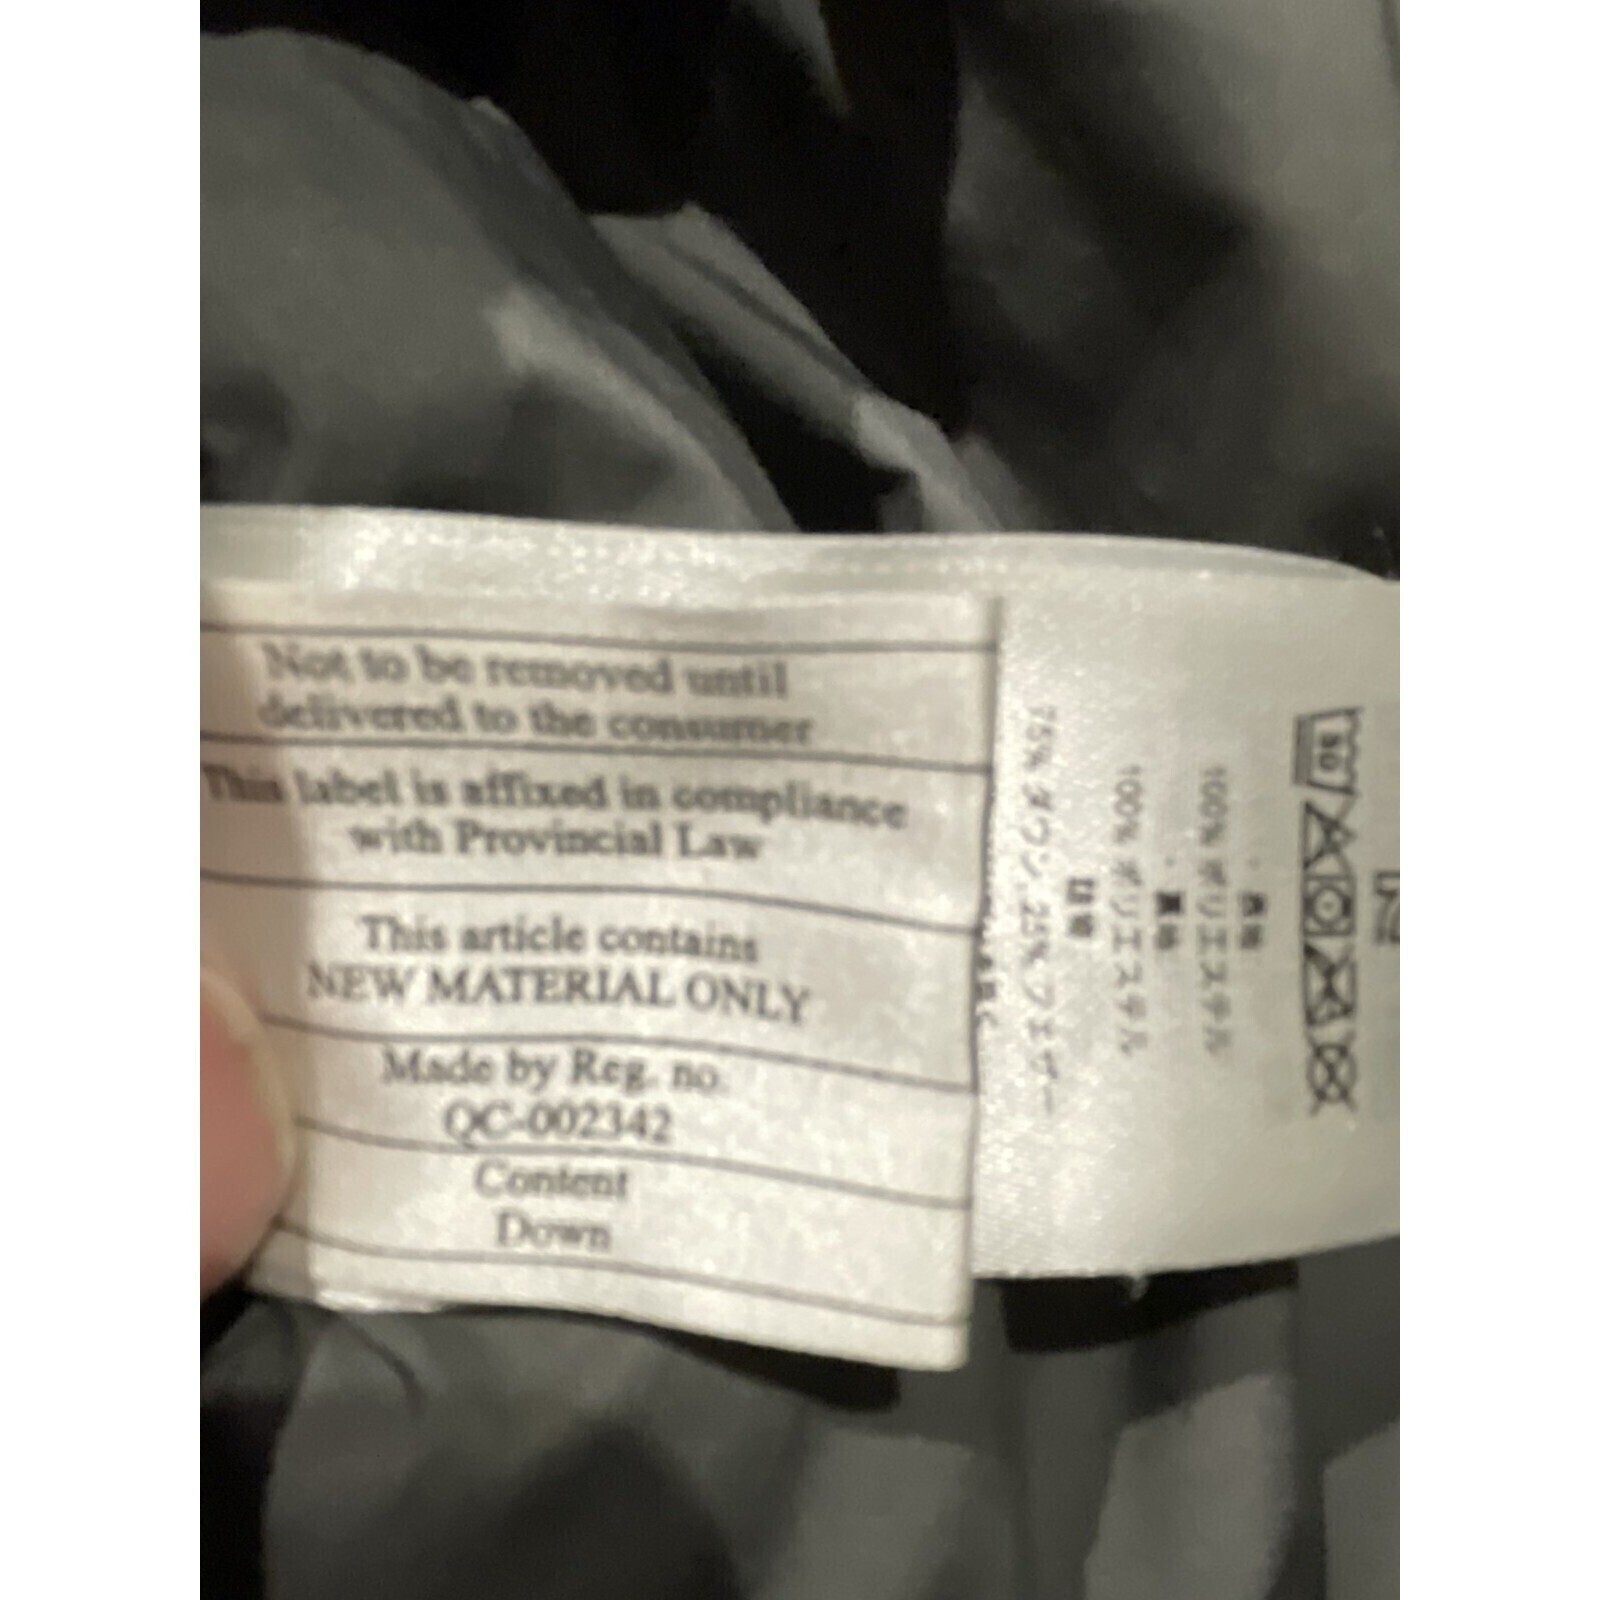 Not to be removed until
delivered to the consumer
This label is affixed in compliance
with Provincial Law
This article contains
NEW MATERIAL ONLY
Made by Reg. no.
QC-002342
Content
Down
30
表地
100% ポリエステル
裏地
100% ポリエステル
75% ダウン, 25% フェザー